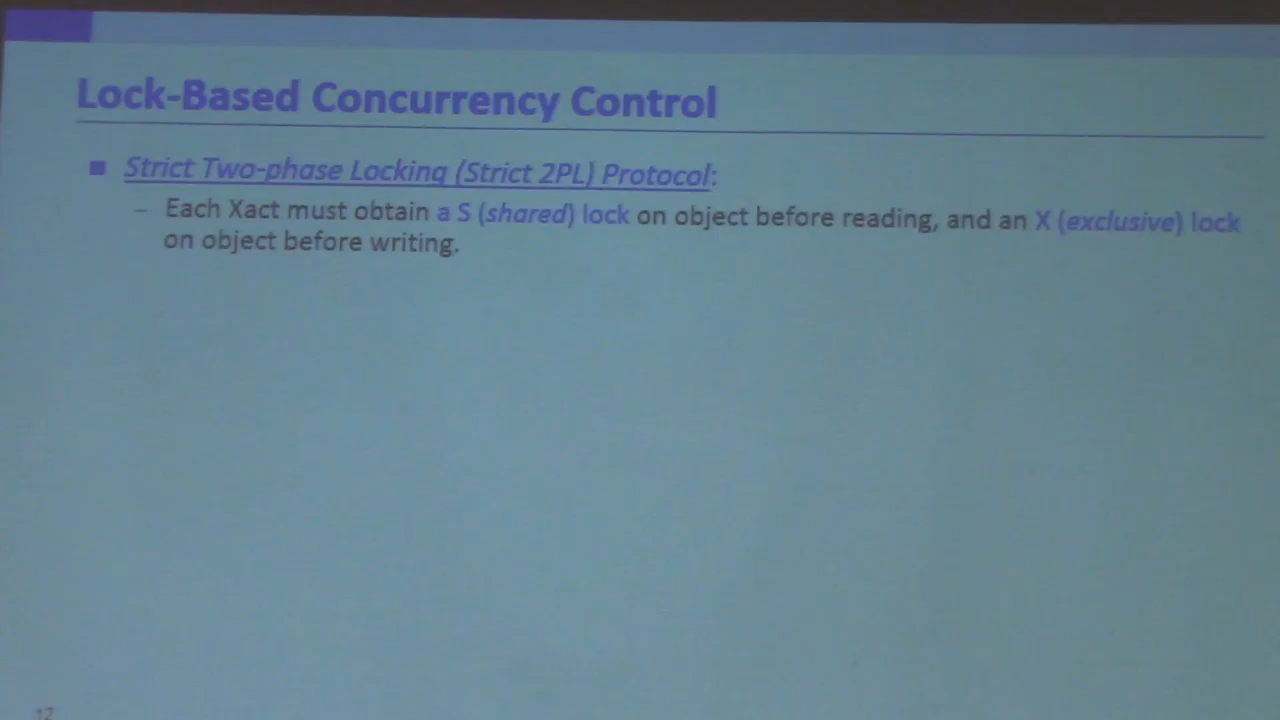 Lock-Based Concurrency Control
■ Strict Two-phase Locking (Strict 2PL) Protocol:
– Each Xact must obtain a S (shared) lock on object before reading, and an X (exclusive) lock
on object before writing.
12